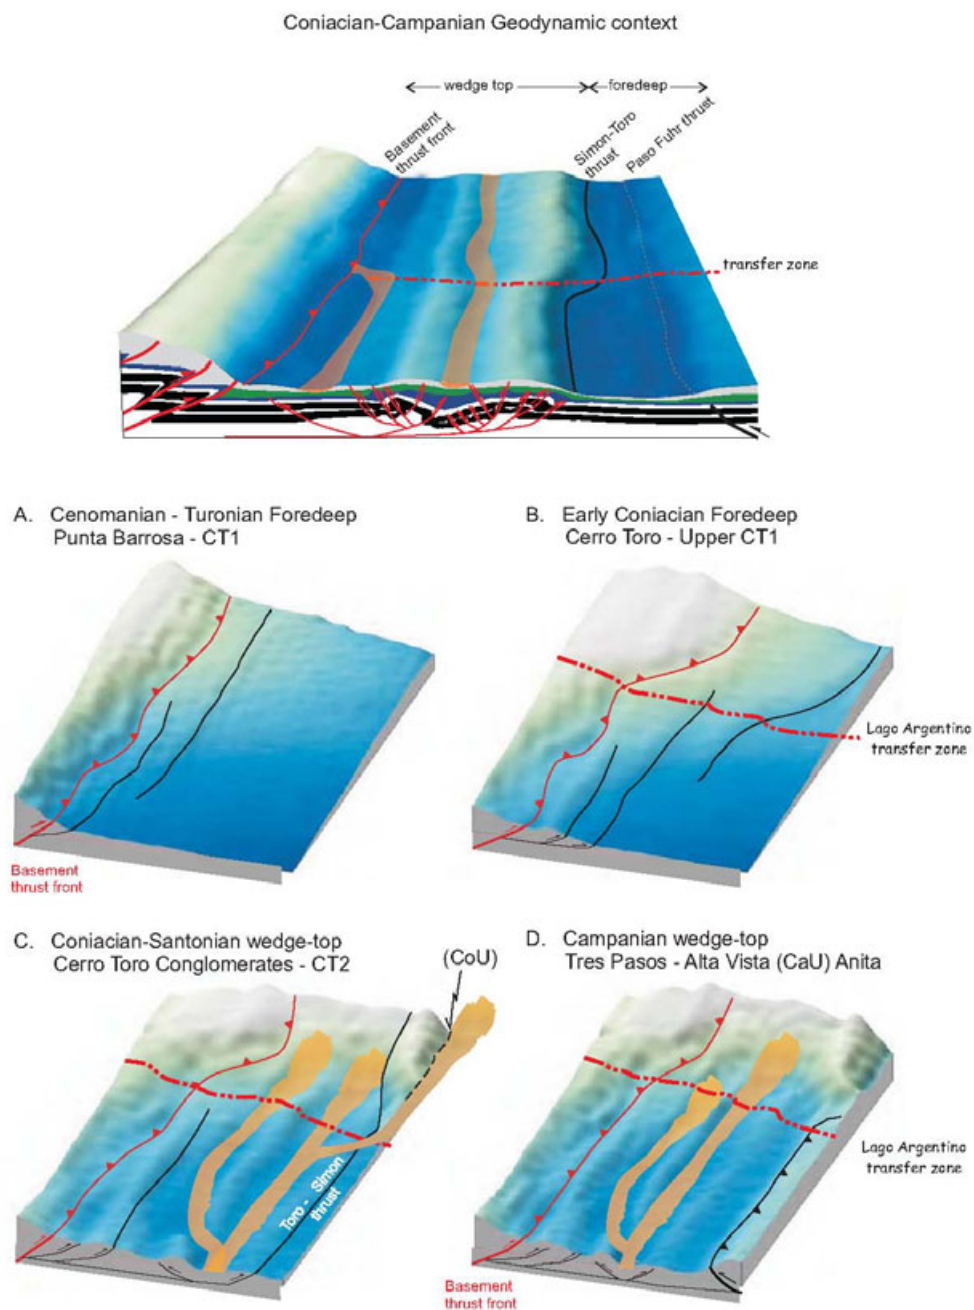 Coniacian-Campanian Geodynamic context
wedge top
foredeep
Basement
thrust front
Simon-Toro
thrust
Paso Fuhr thrust
transfer zone
A. Cenomanian - Turonian Foredeep
Punta Barrosa - CT1
B. Early Coniacian Foredeep
Cerro Toro - Upper CT1
Lago Argentino
transfer zone
Basement
thrust front
C. Coniacian-Santonian wedge-top
Cerro Toro Conglomerates - CT2
(CoU)
Toro - Simon
thrust
D. Campanian wedge-top
Tres Pasos - Alta Vista (CaU) Anita
Lago Argentino
transfer zone
Basement
thrust front